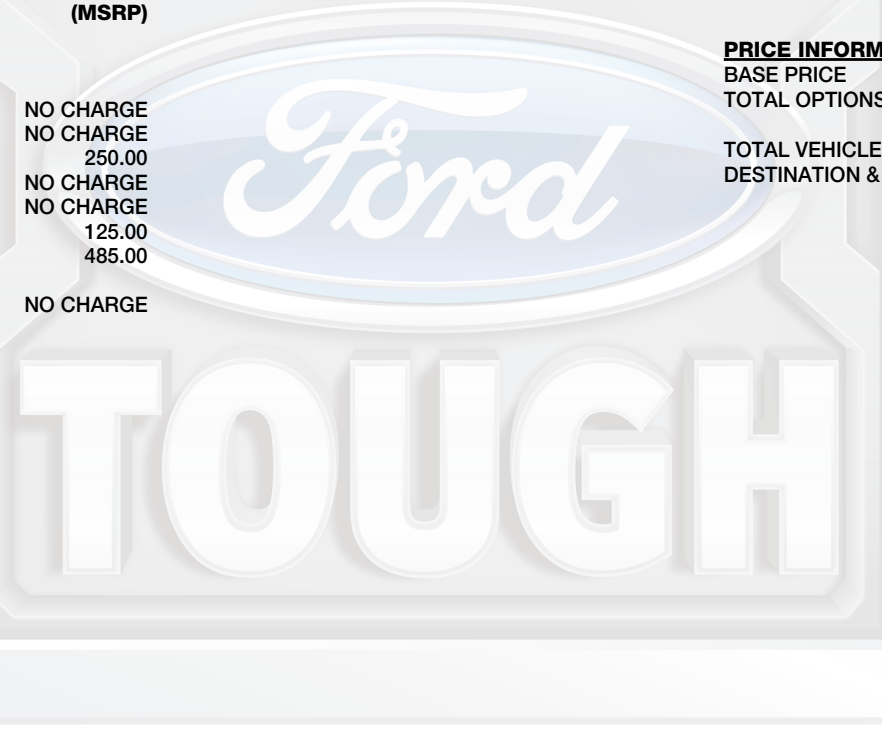 (MSRP)
NO CHARGE
NO CHARGE
250.00
NO CHARGE
NO CHARGE
125.00
485.00
NO CHARGE
PRICE INFORM
BASE PRICE
TOTAL OPTIONS
TOTAL VEHICLE
DESTINATION &
Ford
TOUGH